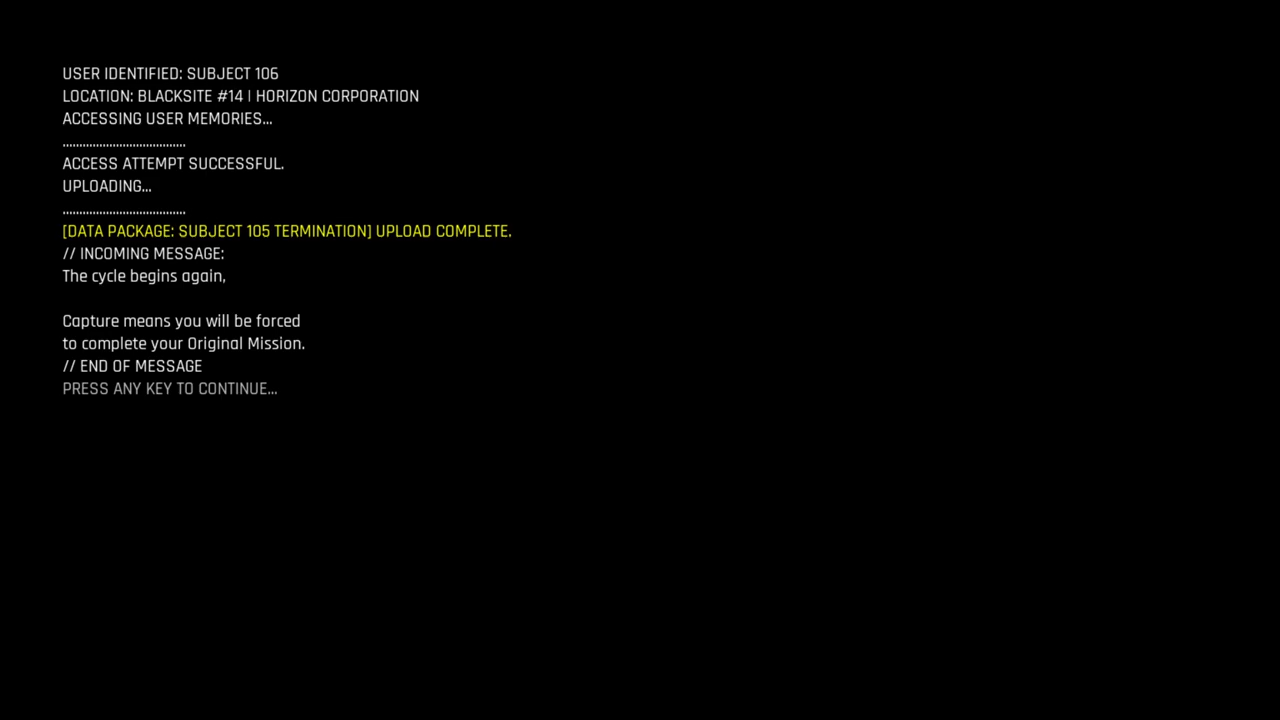 USER IDENTIFIED: SUBJECT 106
LOCATION: BLACKSITE #14 | HORIZON CORPORATION
ACCESSING USER MEMORIES...
.....................................
ACCESS ATTEMPT SUCCESSFUL.
UPLOADING...
.....................................
[DATA PACKAGE: SUBJECT 105 TERMINATION] UPLOAD COMPLETE.
// INCOMING MESSAGE:
The cycle begins again,
Capture means you will be forced
to complete your Original Mission.
// END OF MESSAGE
PRESS ANY KEY TO CONTINUE...